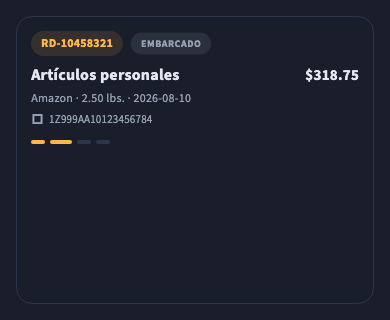 RD-10458321 EMBARCADO
Artículos personales $318.75
Amazon · 2.50 lbs. · 2026-08-10
1Z999AA10123456784